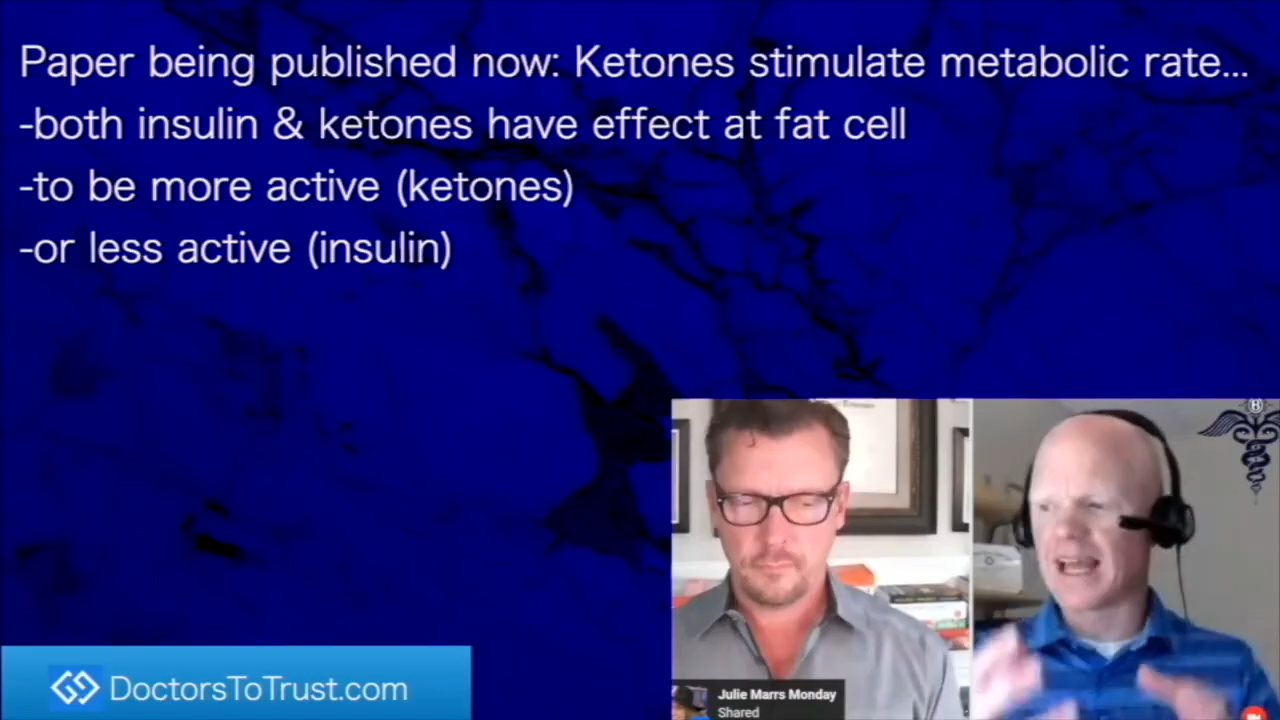 Paper being published now: Ketones stimulate metabolic rate...
-both insulin & ketones have effect at fat cell
-to be more active (ketones)
-or less active (insulin)
DoctorsToTrust.com
Julie Marrs Monday
Shared